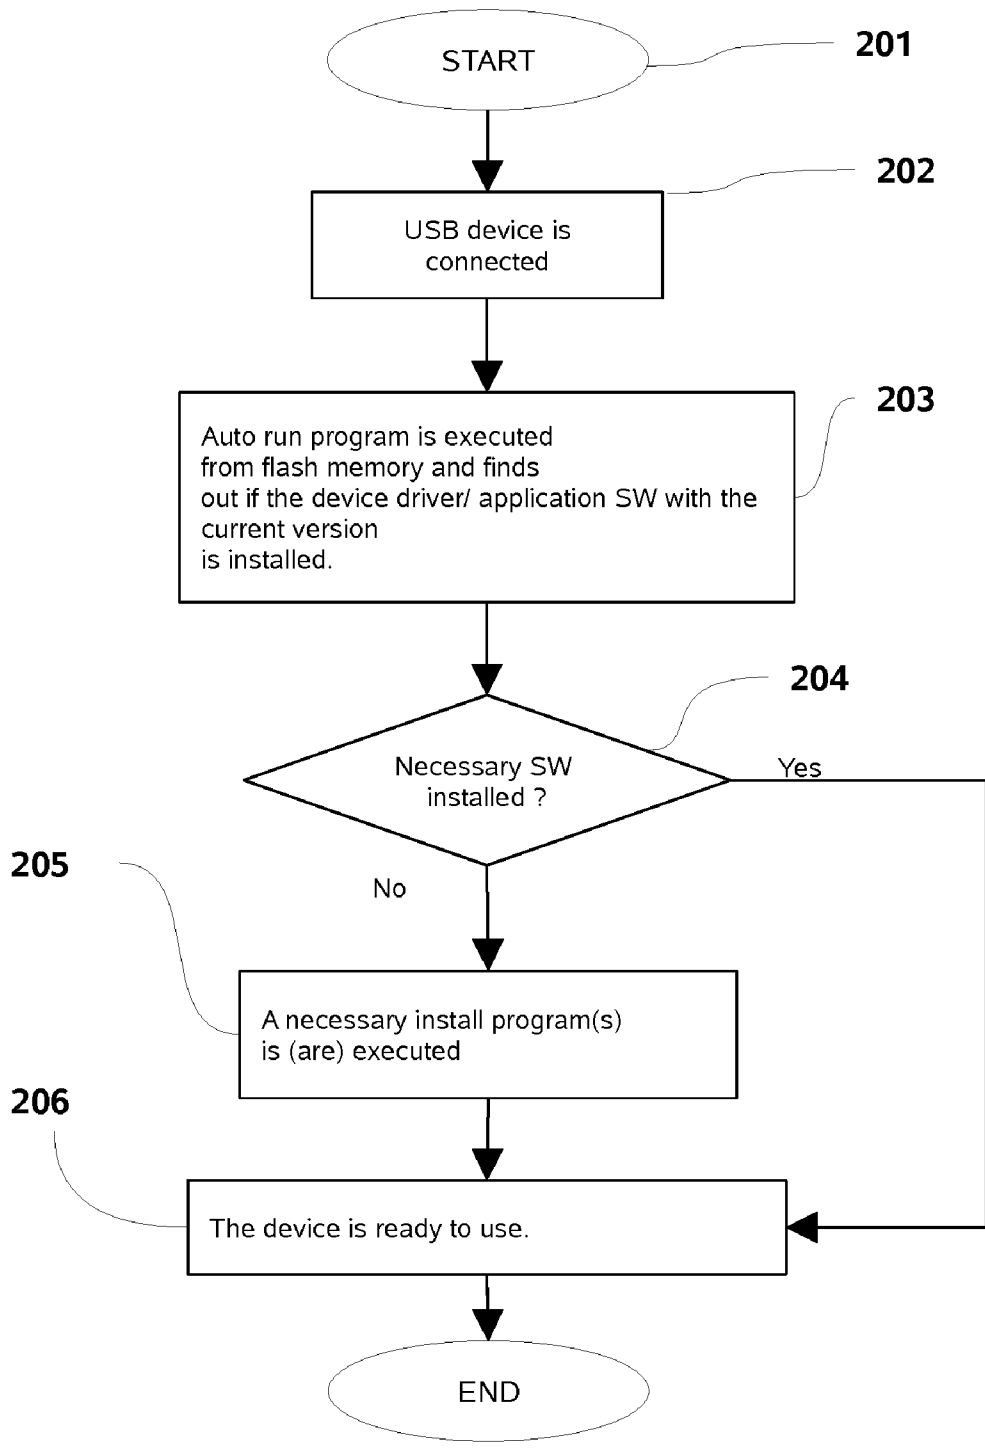 START
201
202
USB device is
connected
203
Auto run program is executed
from flash memory and finds
out if the device driver/ application SW with the
current version
is installed.
204
Necessary SW
installed ?
Yes
No
205
A necessary install program(s)
is (are) executed
206
The device is ready to use.
END